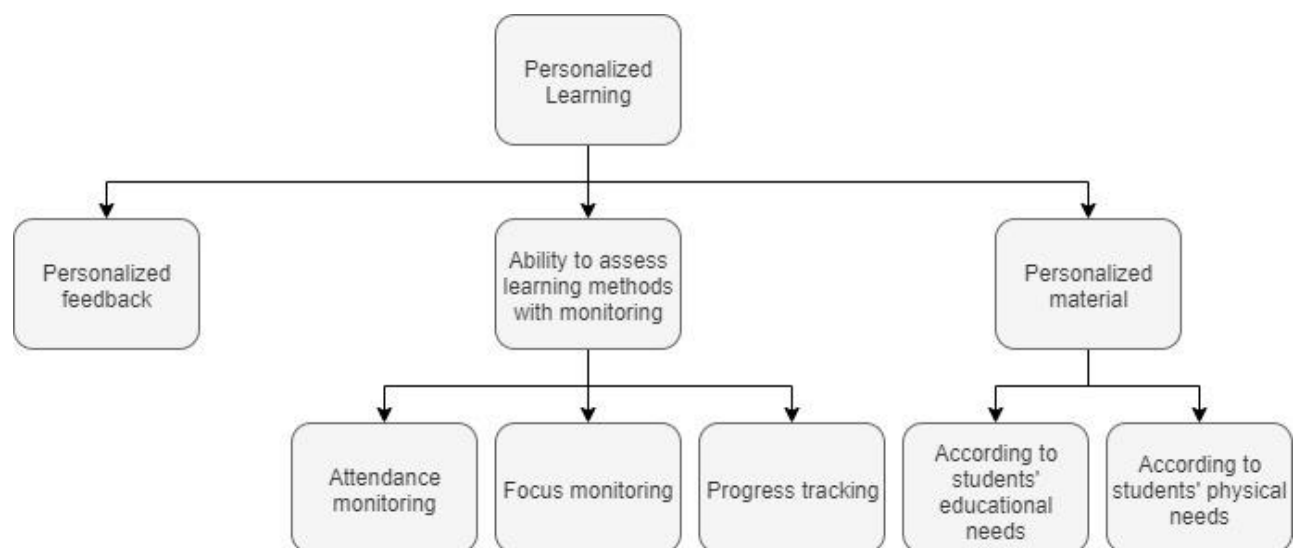 Personalized
Learning
Personalized
feedback
Ability to assess
learning methods
with monitoring
Personalized
material
Attendance
monitoring
Focus monitoring
Progress tracking
According to
students'
educational
needs
According to
students' physical
needs